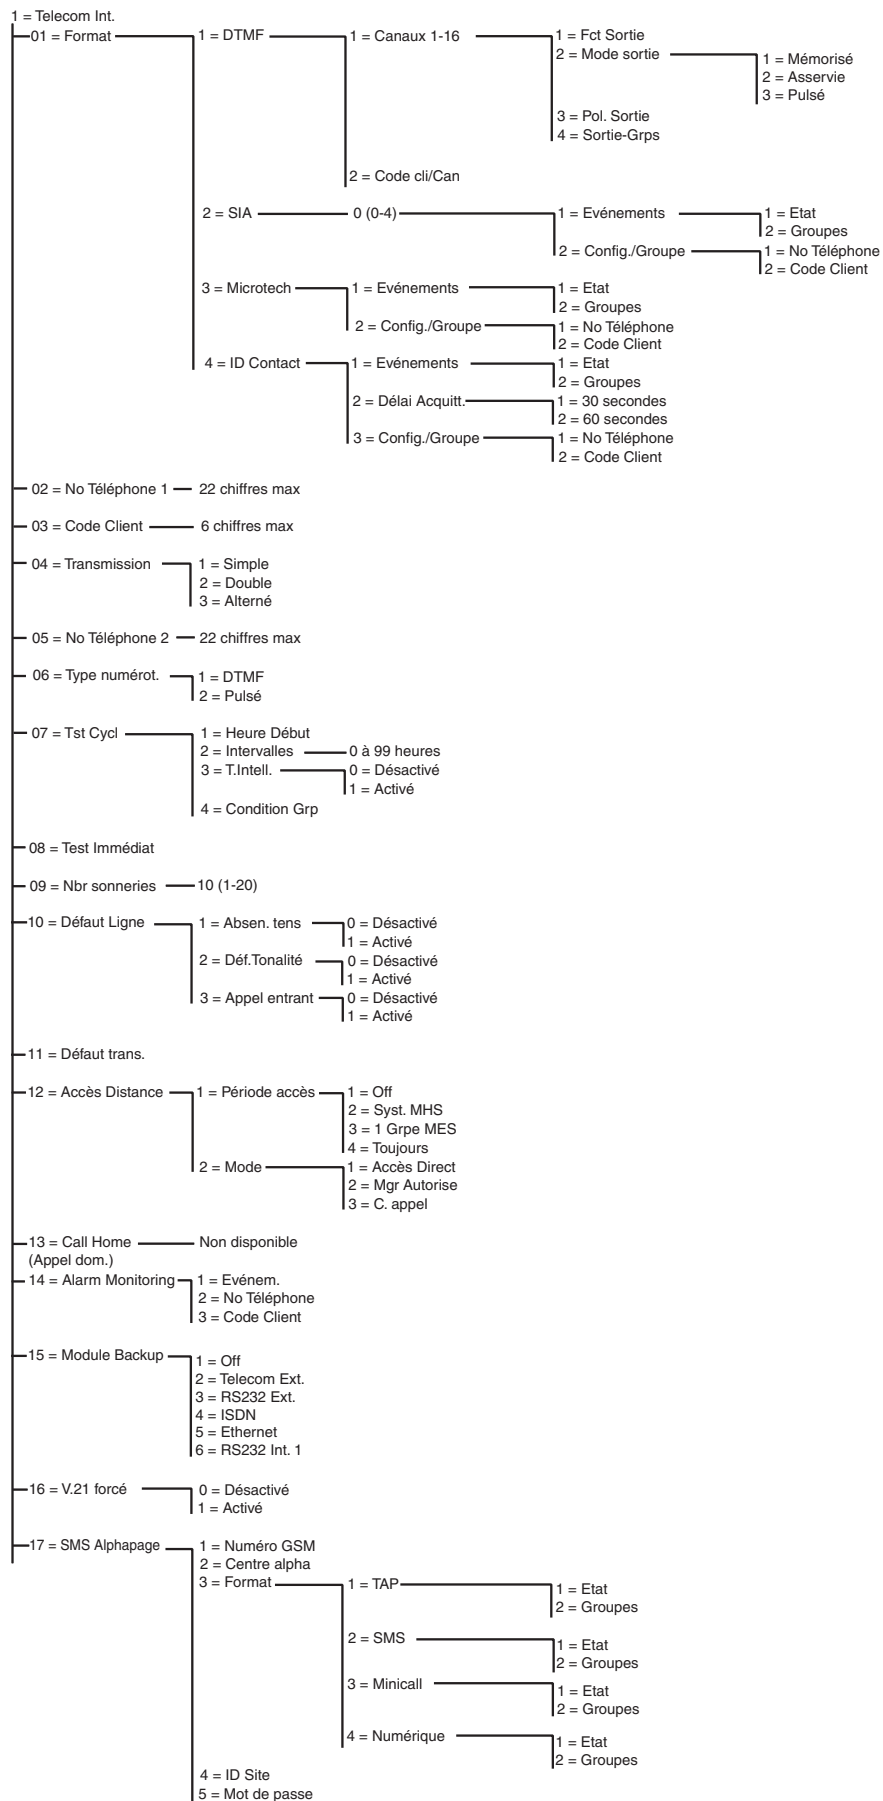 1 = Telecom Int.
01 = Format 1 = DTMF 1 = Canaux 1-16 1 = Fct Sortie
2 = Mode sortie 1 = Mémorisé
2 = Asservie
3 = Pulsé
3 = Pol. Sortie
4 = Sortie-Grps
2 = Code cli/Can
2 = SIA 0 (0-4) 1 = Evénements 1 = Etat
2 = Groupes
2 = Config./Groupe 1 = No Téléphone
2 = Code Client
3 = Microtech 1 = Evénements 1 = Etat
2 = Groupes
2 = Config./Groupe 1 = No Téléphone
2 = Code Client
4 = ID Contact 1 = Evénements 1 = Etat
2 = Groupes
2 = Délai Acquitt. 1 = 30 secondes
2 = 60 secondes
3 = Config./Groupe 1 = No Téléphone
2 = Code Client
02 = No Téléphone 1 22 chiffres max
03 = Code Client 6 chiffres max
04 = Transmission 1 = Simple
2 = Double
3 = Alterné
05 = No Téléphone 2 22 chiffres max
06 = Type numérot. 1 = DTMF
2 = Pulsé
07 = Tst Cycl 1 = Heure Début
2 = Intervalles 0 à 99 heures
3 = T.Intell. 0 = Désactivé
1 = Activé
4 = Condition Grp
08 = Test Immédiat
09 = Nbr sonneries 10 (1-20)
10 = Défaut Ligne 1 = Absen. tens 0 = Désactivé
1 = Activé
2 = Déf.Tonalité 0 = Désactivé
1 = Activé
3 = Appel entrant 0 = Désactivé
1 = Activé
11 = Défaut trans.
12 = Accès Distance 1 = Période accès 1 = Off
2 = Syst. MHS
3 = 1 Grpe MES
4 = Toujours
2 = Mode 1 = Accès Direct
2 = Mgr Autorise
3 = C. appel
13 = Call Home Non disponible
(Appel dom.)
14 = Alarm Monitoring 1 = Evénem.
2 = No Téléphone
3 = Code Client
15 = Module Backup 1 = Off
2 = Telecom Ext.
3 = RS232 Ext.
4 = ISDN
5 = Ethernet
6 = RS232 Int. 1
16 = V.21 forcé 0 = Désactivé
1 = Activé
17 = SMS Alphapage 1 = Numéro GSM
2 = Centre alpha
3 = Format 1 = TAP 1 = Etat
2 = Groupes
2 = SMS 1 = Etat
2 = Groupes
3 = Minicall 1 = Etat
2 = Groupes
4 = Numérique 1 = Etat
2 = Groupes
4 = ID Site
5 = Mot de passe